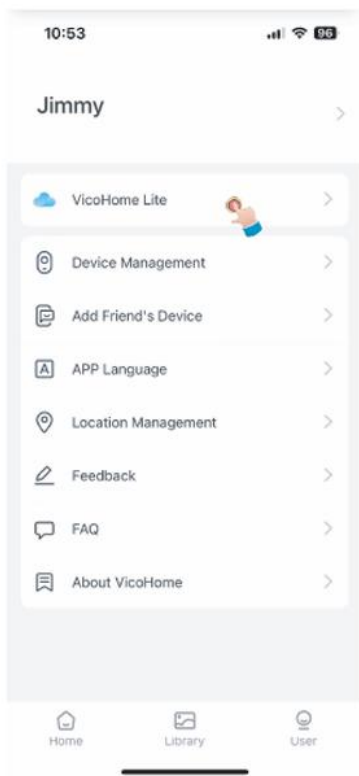 10:53
96
Jimmy
VicoHome Lite
Device Management
Add Friend's Device
A
APP Language
Location Management
Feedback
FAQ
About VicoHome
Home
Library
User